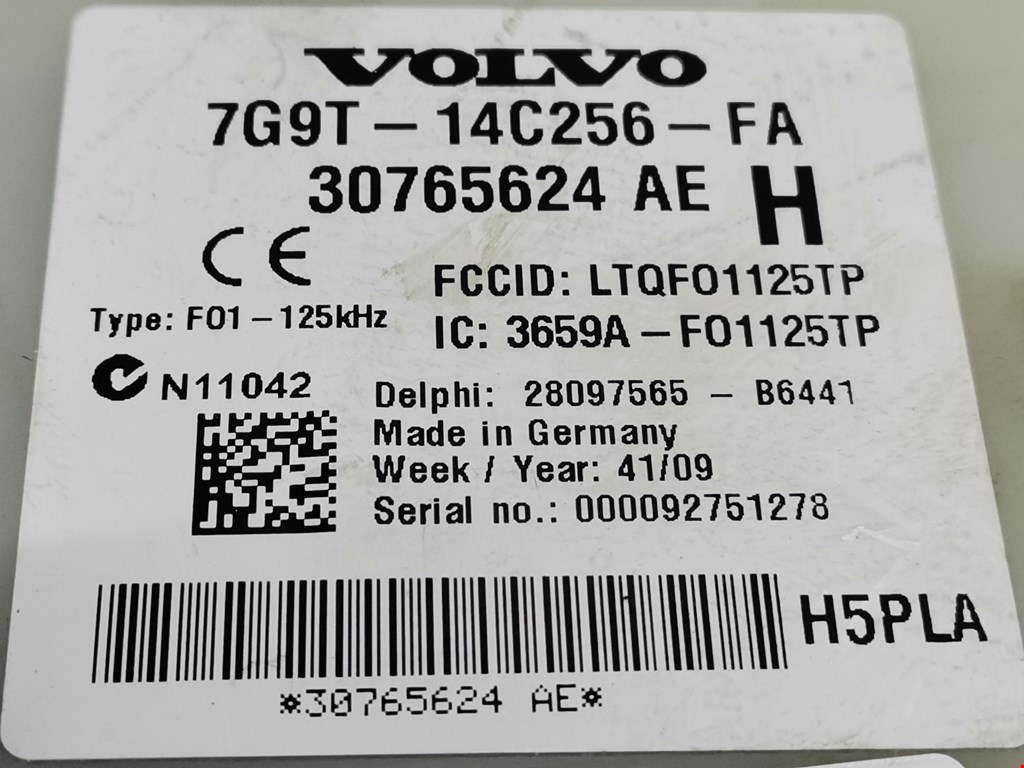 VOLVO
7G9T - 14C256 - FA
30765624 AE H
CE
FCCID: LTQFO1125TP
Type: FO1 - 125kHz
IC: 3659A - FO1125TP
N11042
Delphi: 28097565 - B6441
Made in Germany
Week / Year: 41/09
Serial no.: 000092751278
H5PLA
*30765624 AE*